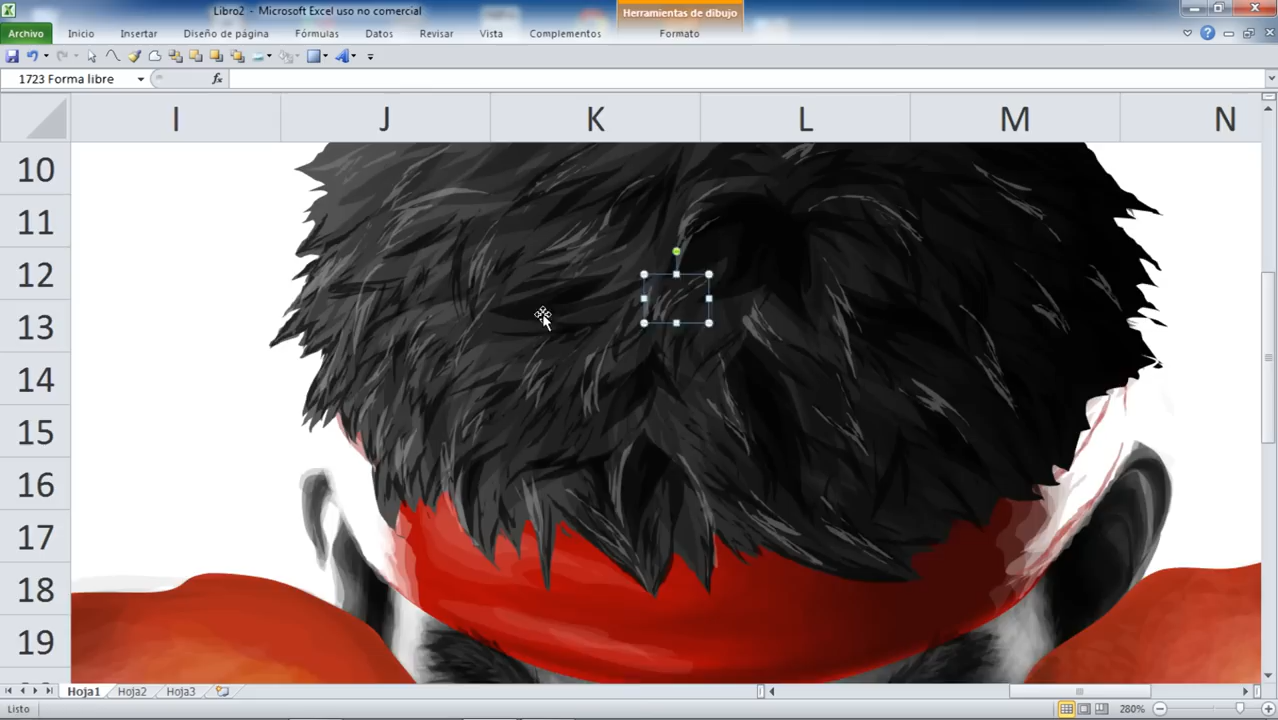 Libro2 - Microsoft Excel uso no comercial
Herramientas de dibujo
Archivo Inicio Insertar Diseño de página Fórmulas Datos Revisar Vista Complementos Formato
1723 Forma libre fx
I J K L M N
10
11
12
13
14
15
16
17
18
19
Hoja1 Hoja2 Hoja3
Listo 280%